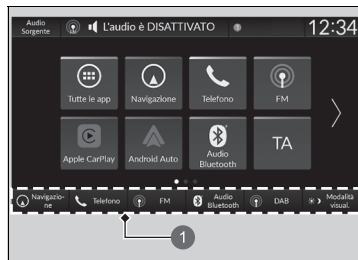 Audio
Sorgente
L'audio è DISATTIVATO
12:34
Tutte le app
Navigazione
Telefono
FM
Apple CarPlay
Android Auto
Audio
Bluetooth
TA
Navigazio-
ne
Telefono
FM
Audio
Bluetooth
DAB
Modalità
visual.
1